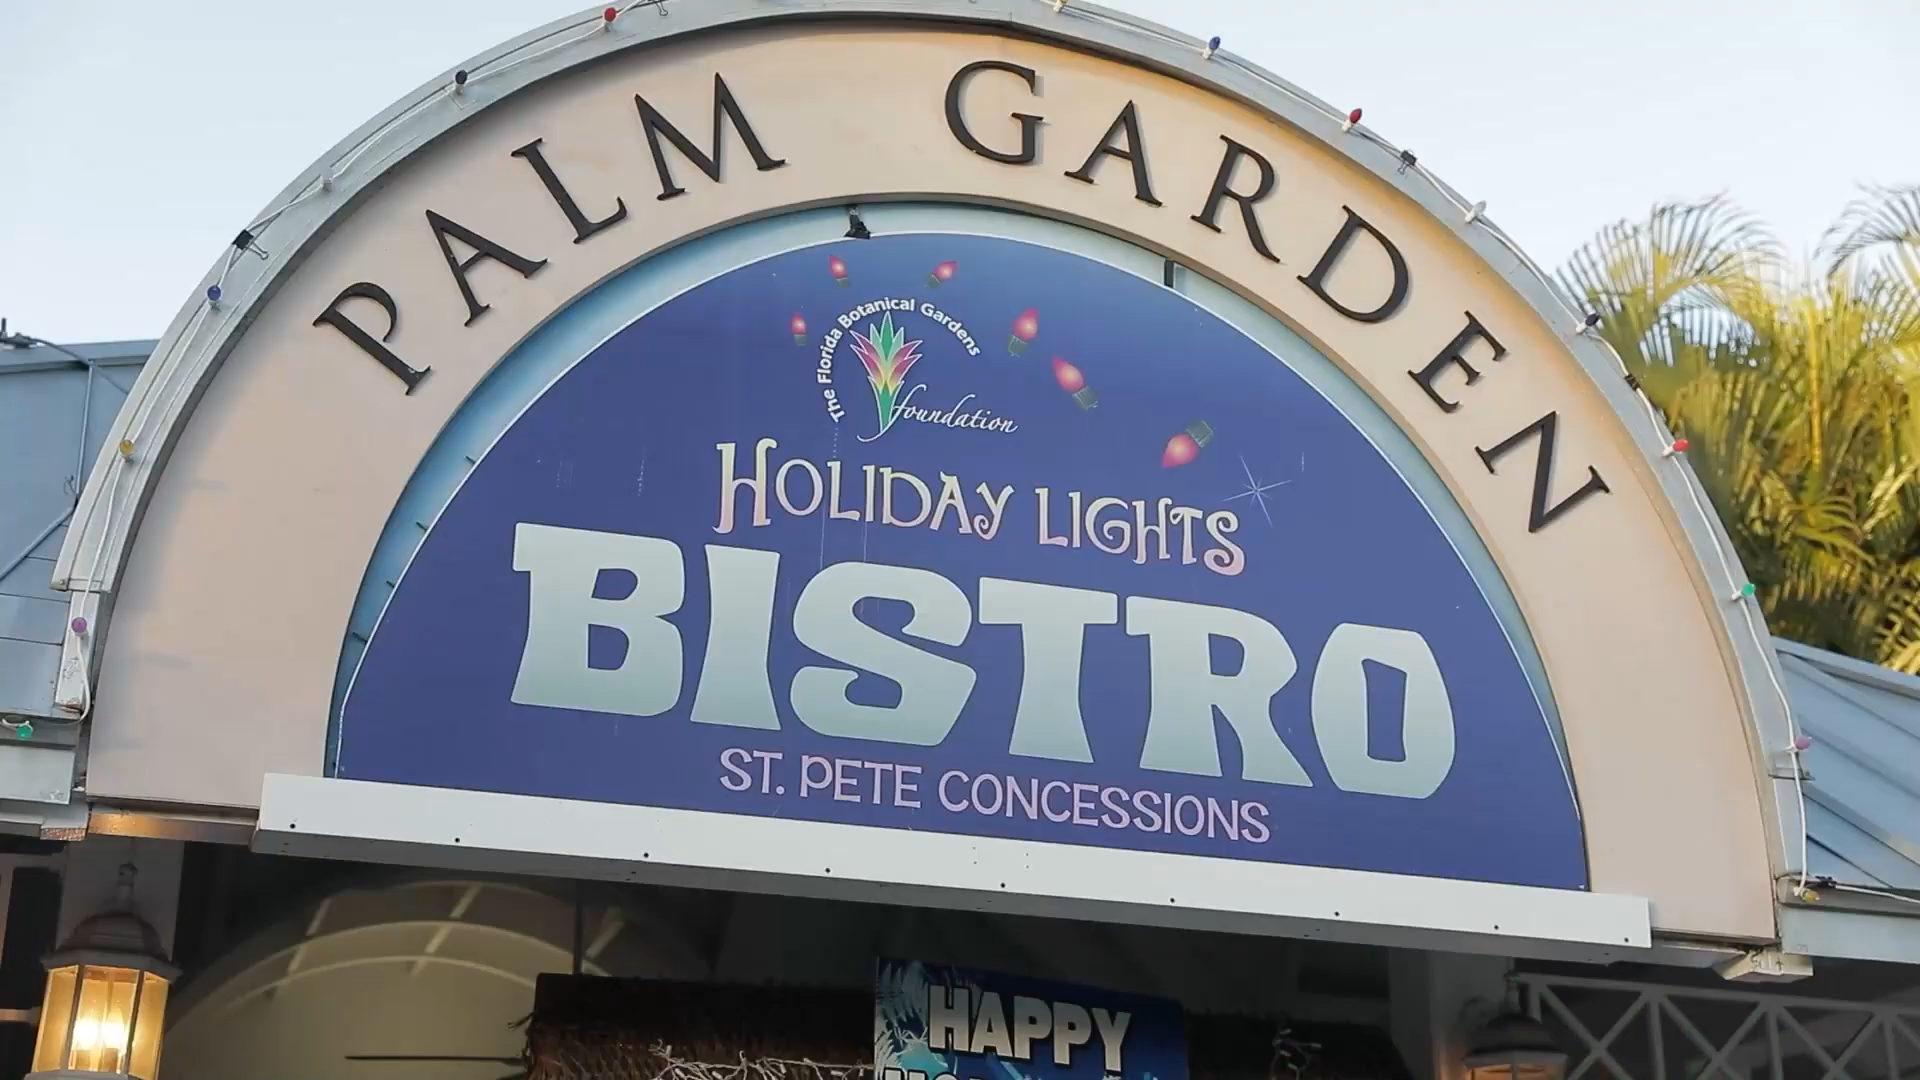 PALM GARDEN
The Florida Botanical Gardens
foundation
HOLIDAY LIGHTS
BISTRO
ST. PETE CONCESSIONS
HAPPY